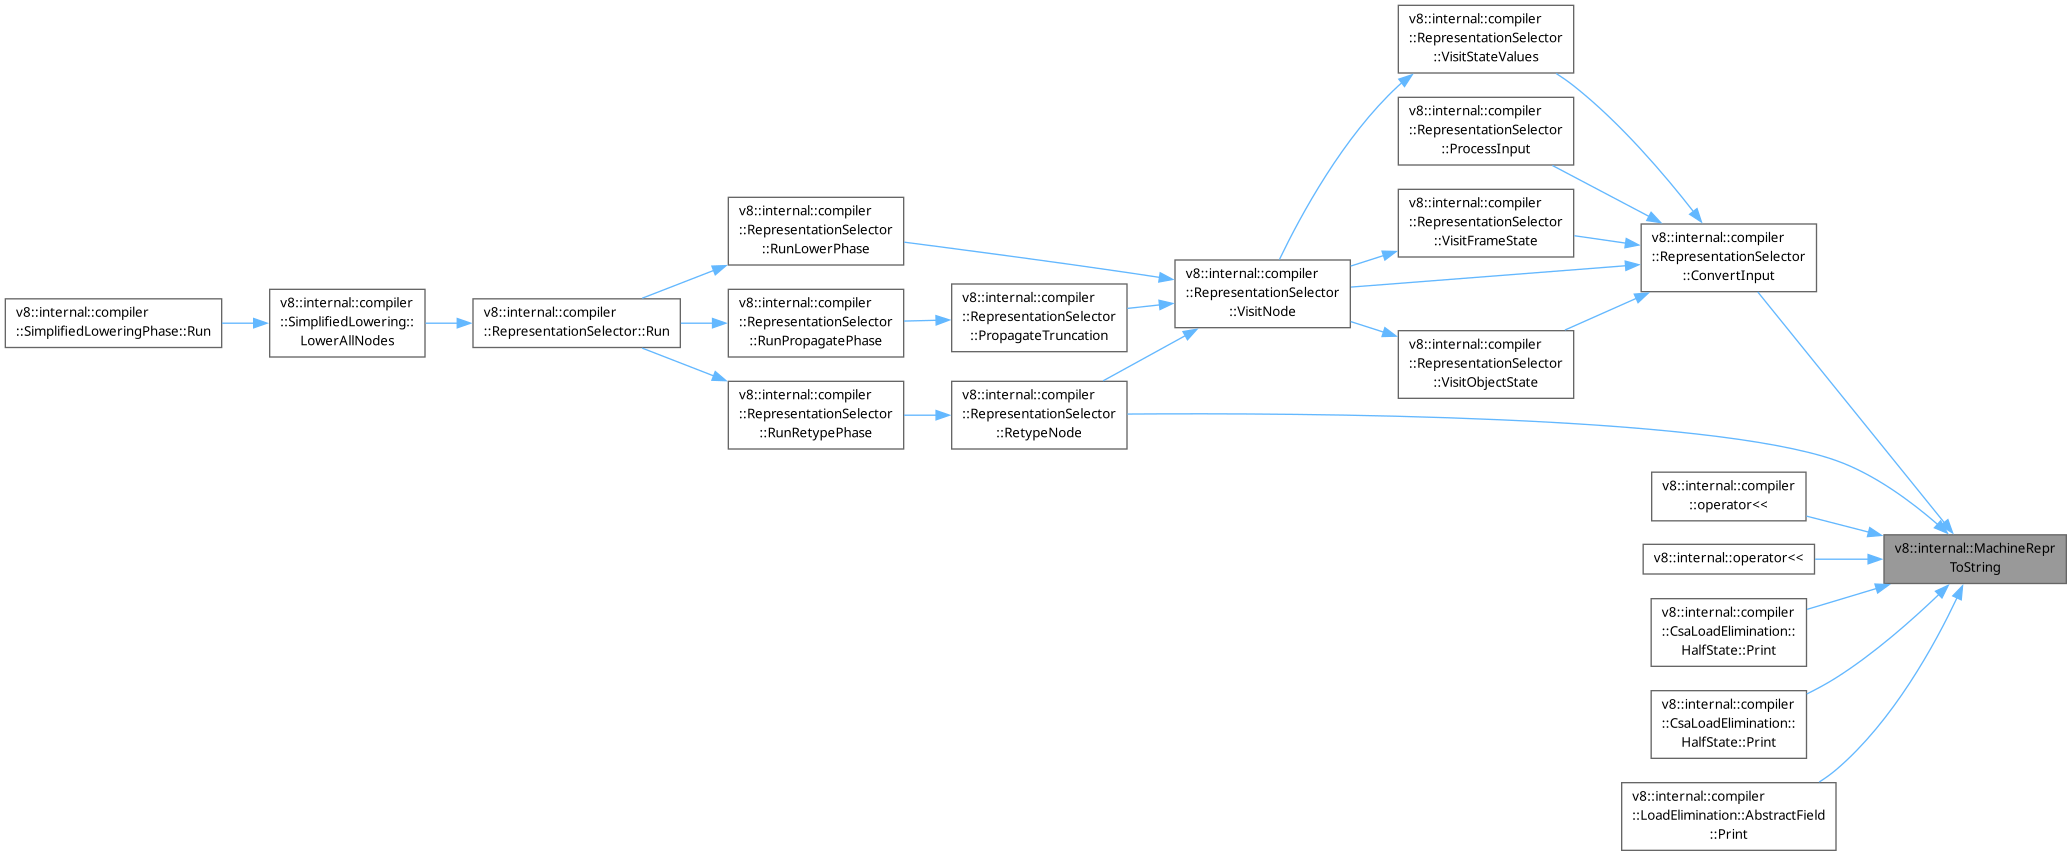 v8::internal::compiler
::RepresentationSelector
::VisitStateValues
v8::internal::compiler
::RepresentationSelector
::ProcessInput
v8::internal::compiler
::RepresentationSelector
::VisitFrameState
v8::internal::compiler
::RepresentationSelector
::RunLowerPhase
v8::internal::compiler
::RepresentationSelector
::ConvertInput
v8::internal::compiler
::RepresentationSelector
::VisitNode
v8::internal::compiler
::SimplifiedLoweringPhase::Run
v8::internal::compiler
::SimplifiedLowering::
LowerAllNodes
v8::internal::compiler
::RepresentationSelector::Run
v8::internal::compiler
::RepresentationSelector
::RunPropagatePhase
v8::internal::compiler
::RepresentationSelector
::PropagateTruncation
v8::internal::compiler
::RepresentationSelector
::VisitObjectState
v8::internal::compiler
::RepresentationSelector
::RunRetypePhase
v8::internal::compiler
::RepresentationSelector
::RetypeNode
v8::internal::compiler
::operator<<
v8::internal::operator<<
v8::internal::MachineRepr
ToString
v8::internal::compiler
::CsaLoadElimination::
HalfState::Print
v8::internal::compiler
::CsaLoadElimination::
HalfState::Print
v8::internal::compiler
::LoadElimination::AbstractField
::Print